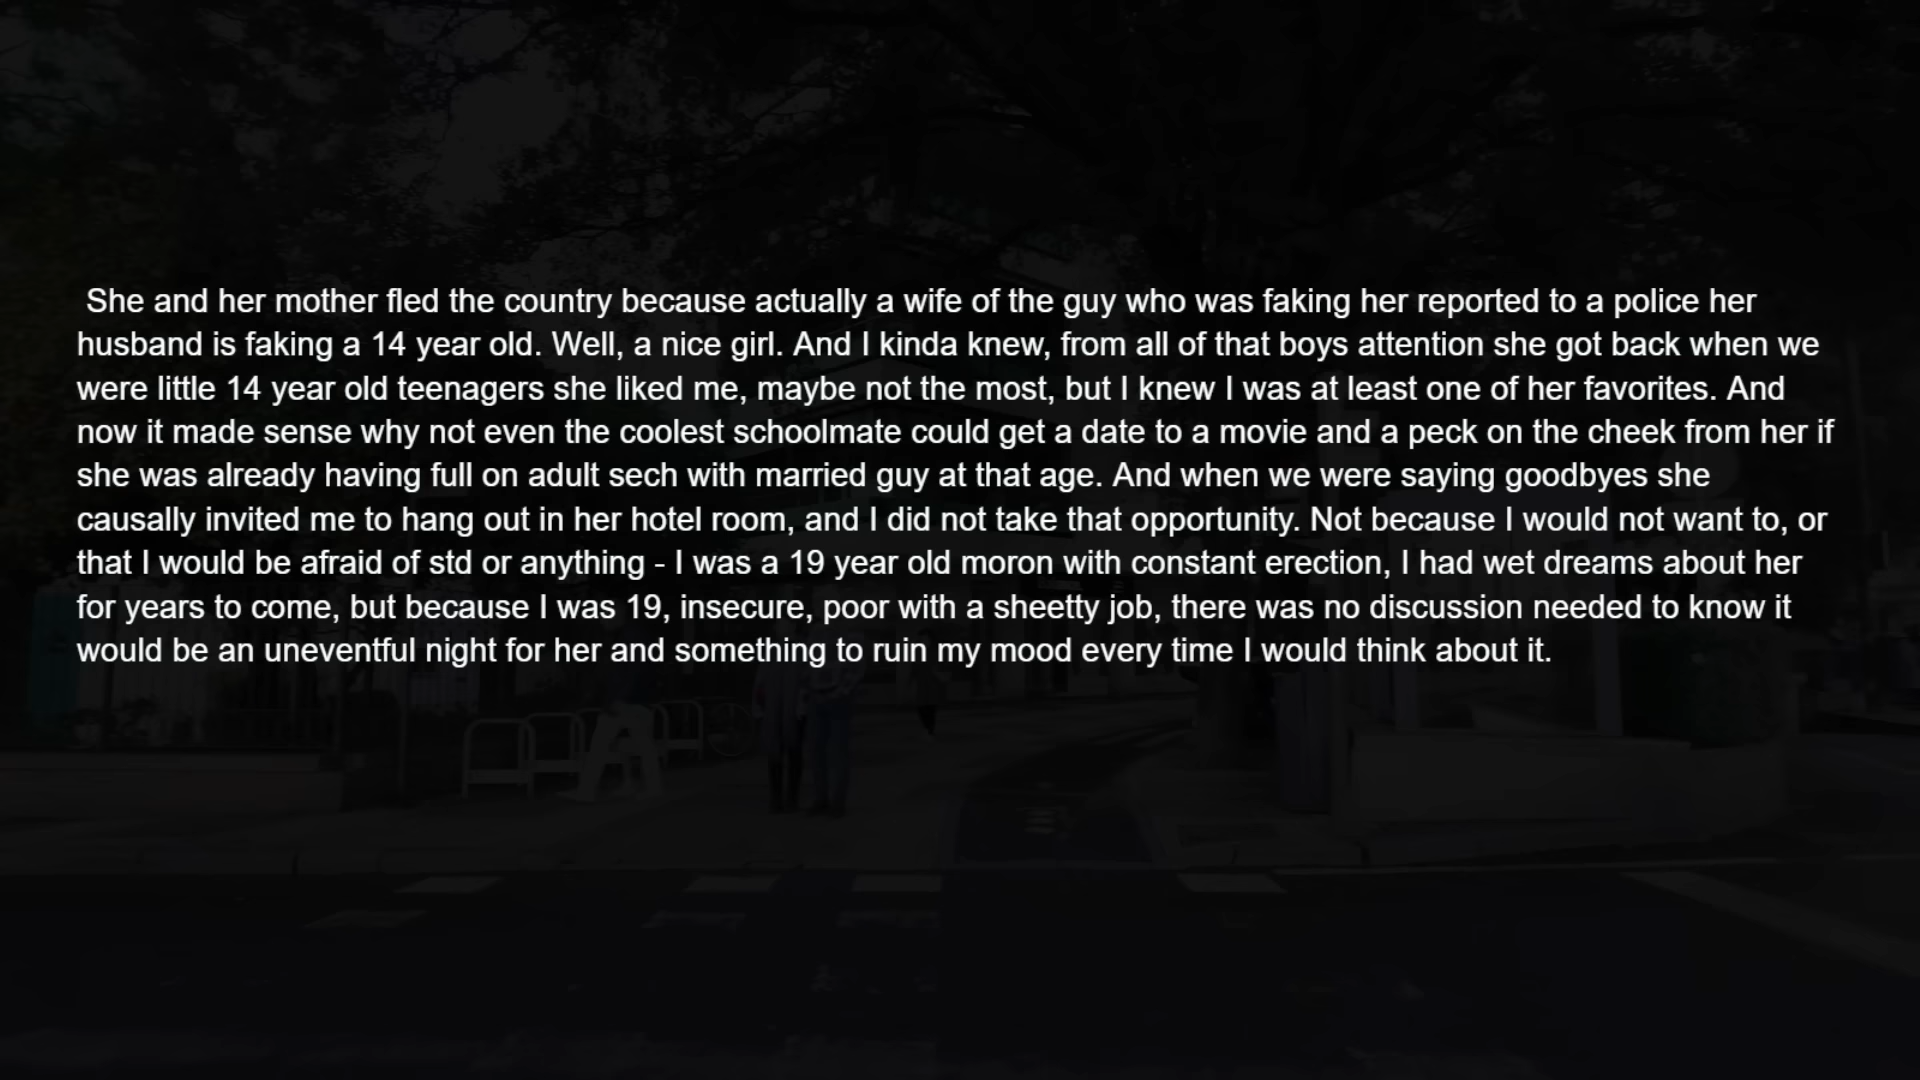 She and her mother fled the country because actually a wife of the guy who was faking her reported to a police her
husband is faking a 14 year old. Well, a nice girl. And I kinda knew, from all of that boys attention she got back when we
were little 14 year old teenagers she liked me, maybe not the most, but I knew I was at least one of her favorites. And
now it made sense why not even the coolest schoolmate could get a date to a movie and a peck on the cheek from her if
she was already having full on adult sech with married guy at that age. And when we were saying goodbyes she
causally invited me to hang out in her hotel room, and I did not take that opportunity. Not because I would not want to, or
that I would be afraid of std or anything - I was a 19 year old moron with constant erection, I had wet dreams about her
for years to come, but because I was 19, insecure, poor with a sheetty job, there was no discussion needed to know it
would be an uneventful night for her and something to ruin my mood every time I would think about it.